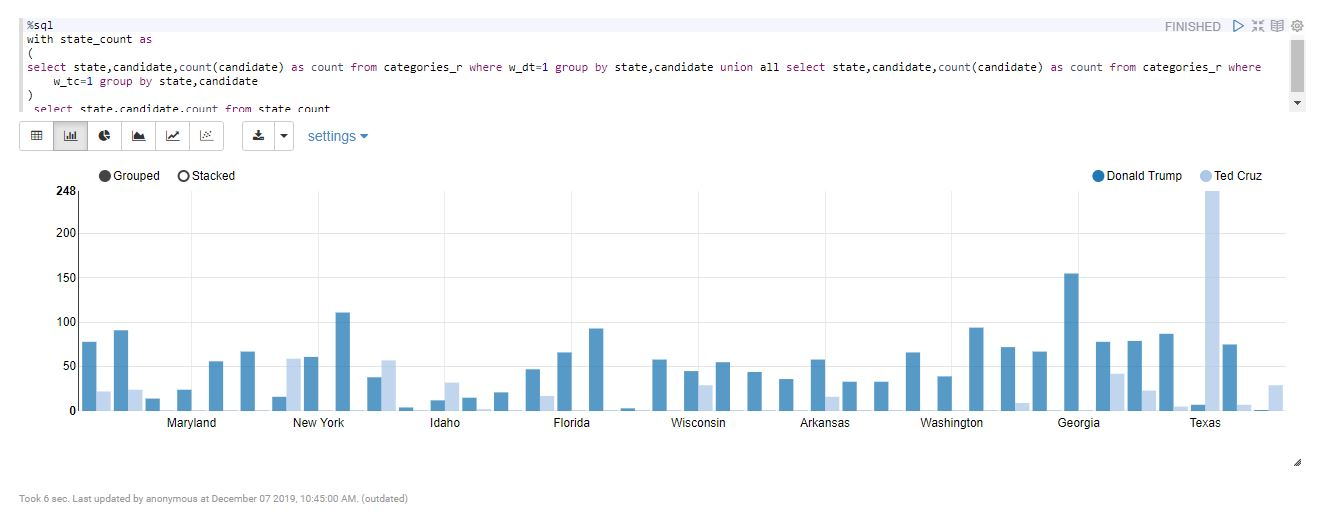 %sql
FINISHED
with state_count as
(
select state,candidate,count(candidate) as count from categories_r where w_dt=1 group by state,candidate union all select state,candidate,count(candidate) as count from categories_r where
w_tc=1 group by state,candidate
)
select state,candidate,count from state_count
settings
Grouped Stacked
Donald Trump Ted Cruz
248
200
150
100
50
0
Maryland New York Idaho Florida Wisconsin Arkansas Washington Georgia Texas
Took 6 sec. Last updated by anonymous at December 07 2019, 10:45:00 AM. (outdated)